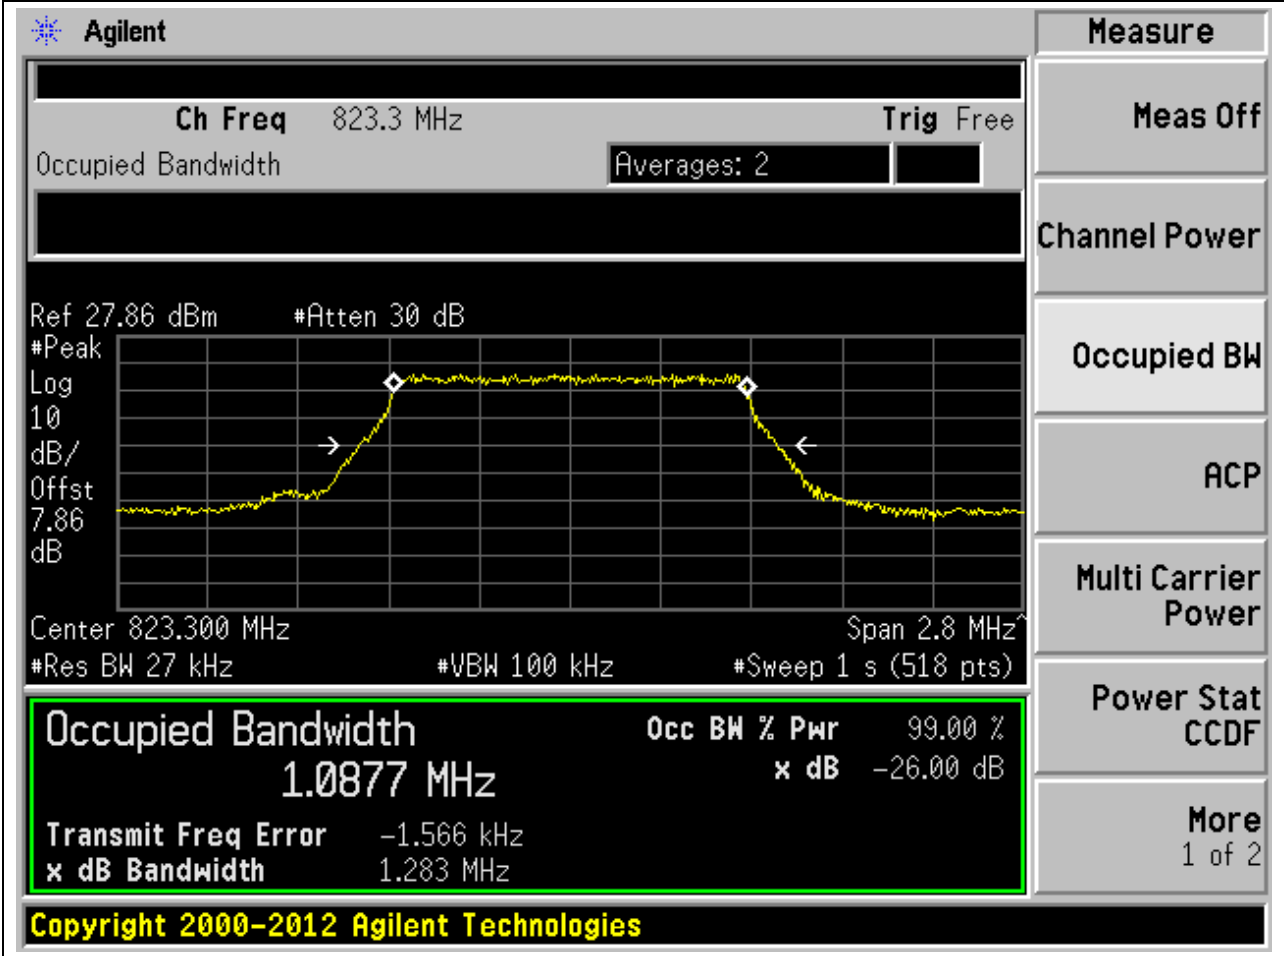 Agilent
Measure
Ch Freq 823.3 MHz Trig Free
Occupied Bandwidth Averages: 2
Meas Off
Channel Power
Occupied BW
ACP
Multi Carrier
Power
Power Stat
CCDF
More
1 of 2
Ref 27.86 dBm #Atten 30 dB
#Peak
Log
10
dB/
Offst
7.86
dB
Center 823.300 MHz Span 2.8 MHz^
#Res BW 27 kHz #VBW 100 kHz #Sweep 1 s (518 pts)
Occupied Bandwidth Occ BW % Pwr 99.00 %
1.0877 MHz x dB -26.00 dB
Transmit Freq Error -1.566 kHz
x dB Bandwidth 1.283 MHz
Copyright 2000-2012 Agilent Technologies